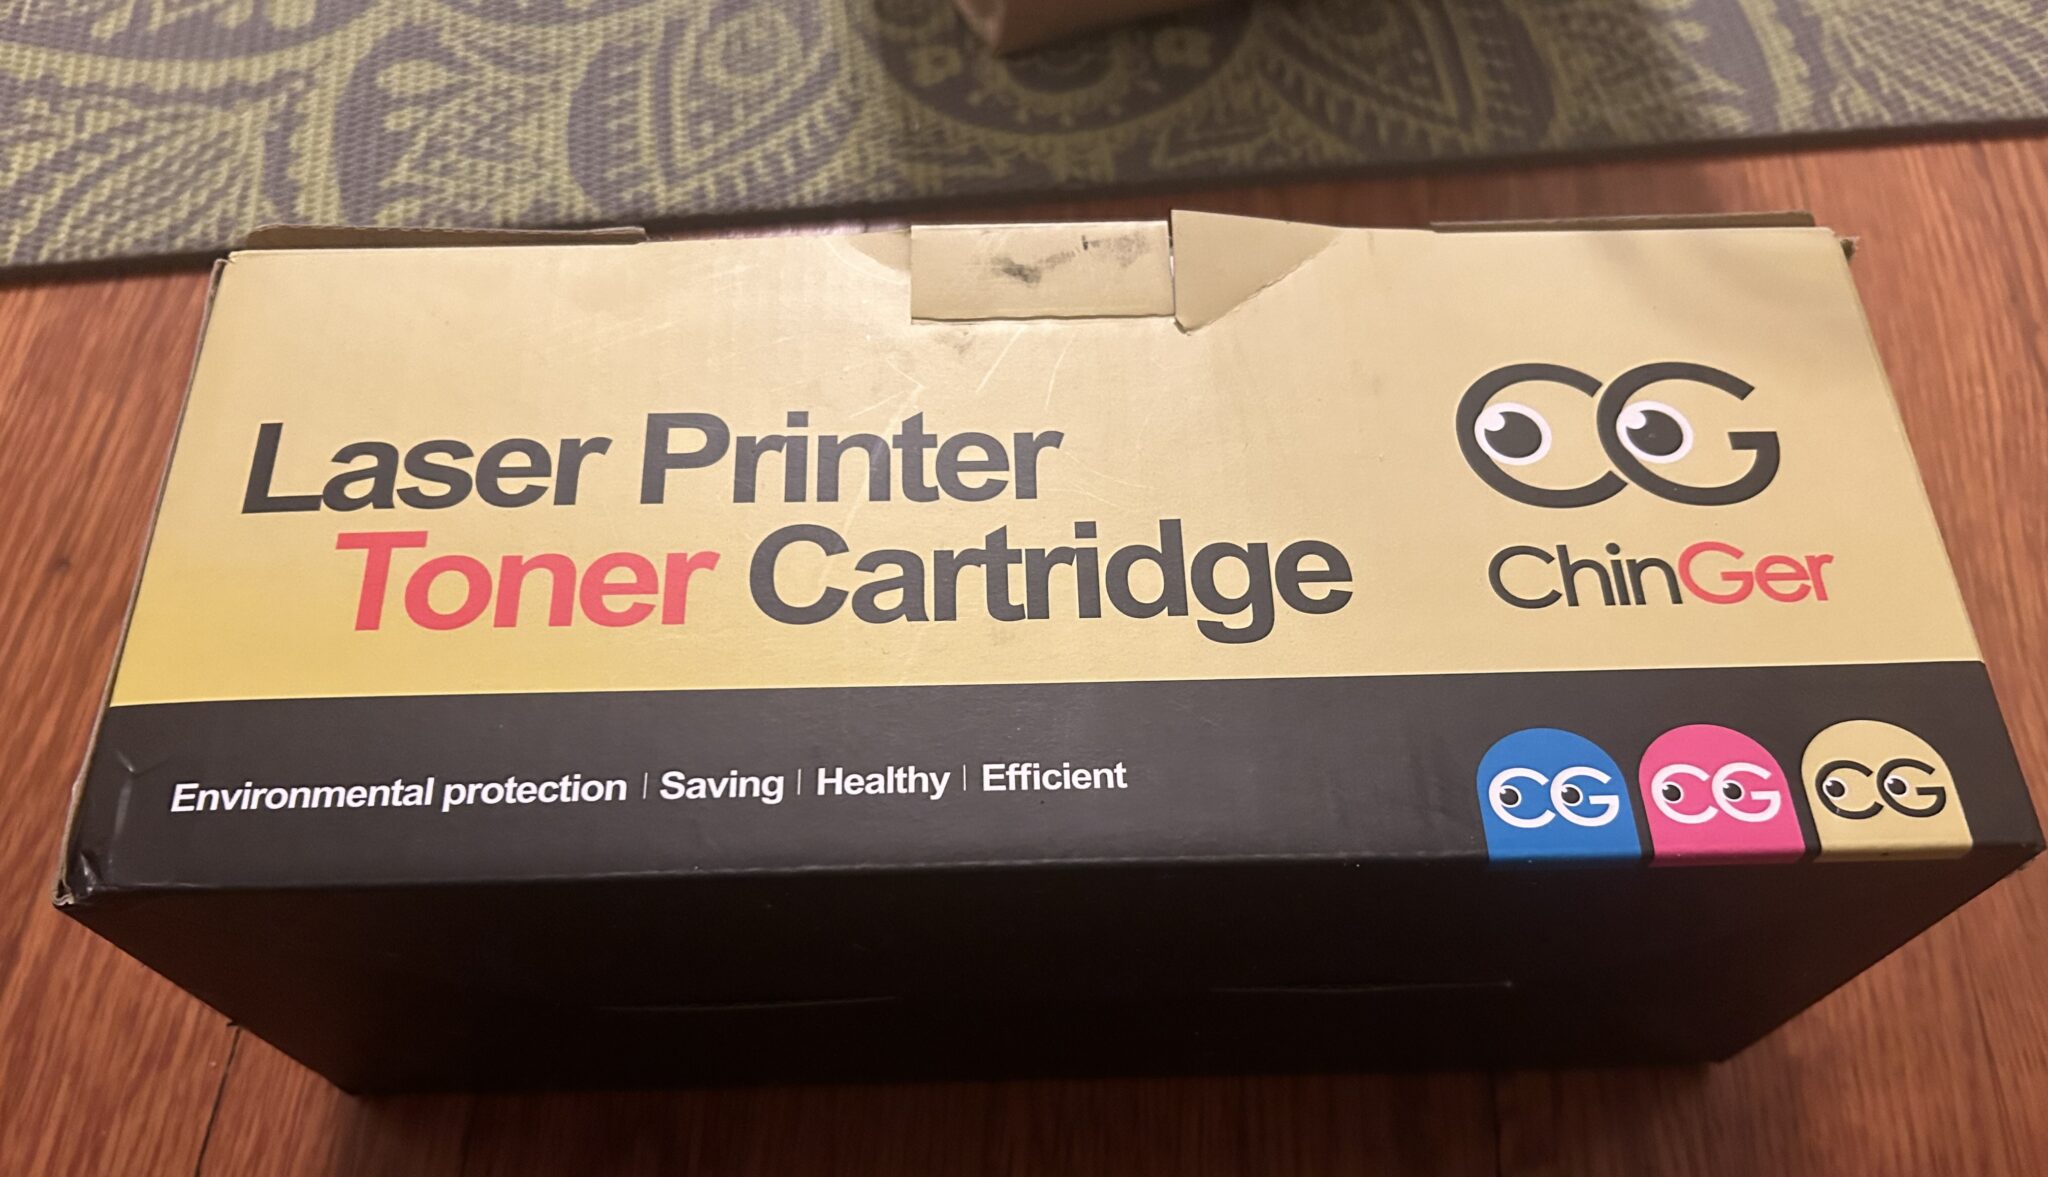 Laser Printer
Toner Cartridge
CG
ChinGer
Environmental protection | Saving | Healthy | Efficient
CG CG CG